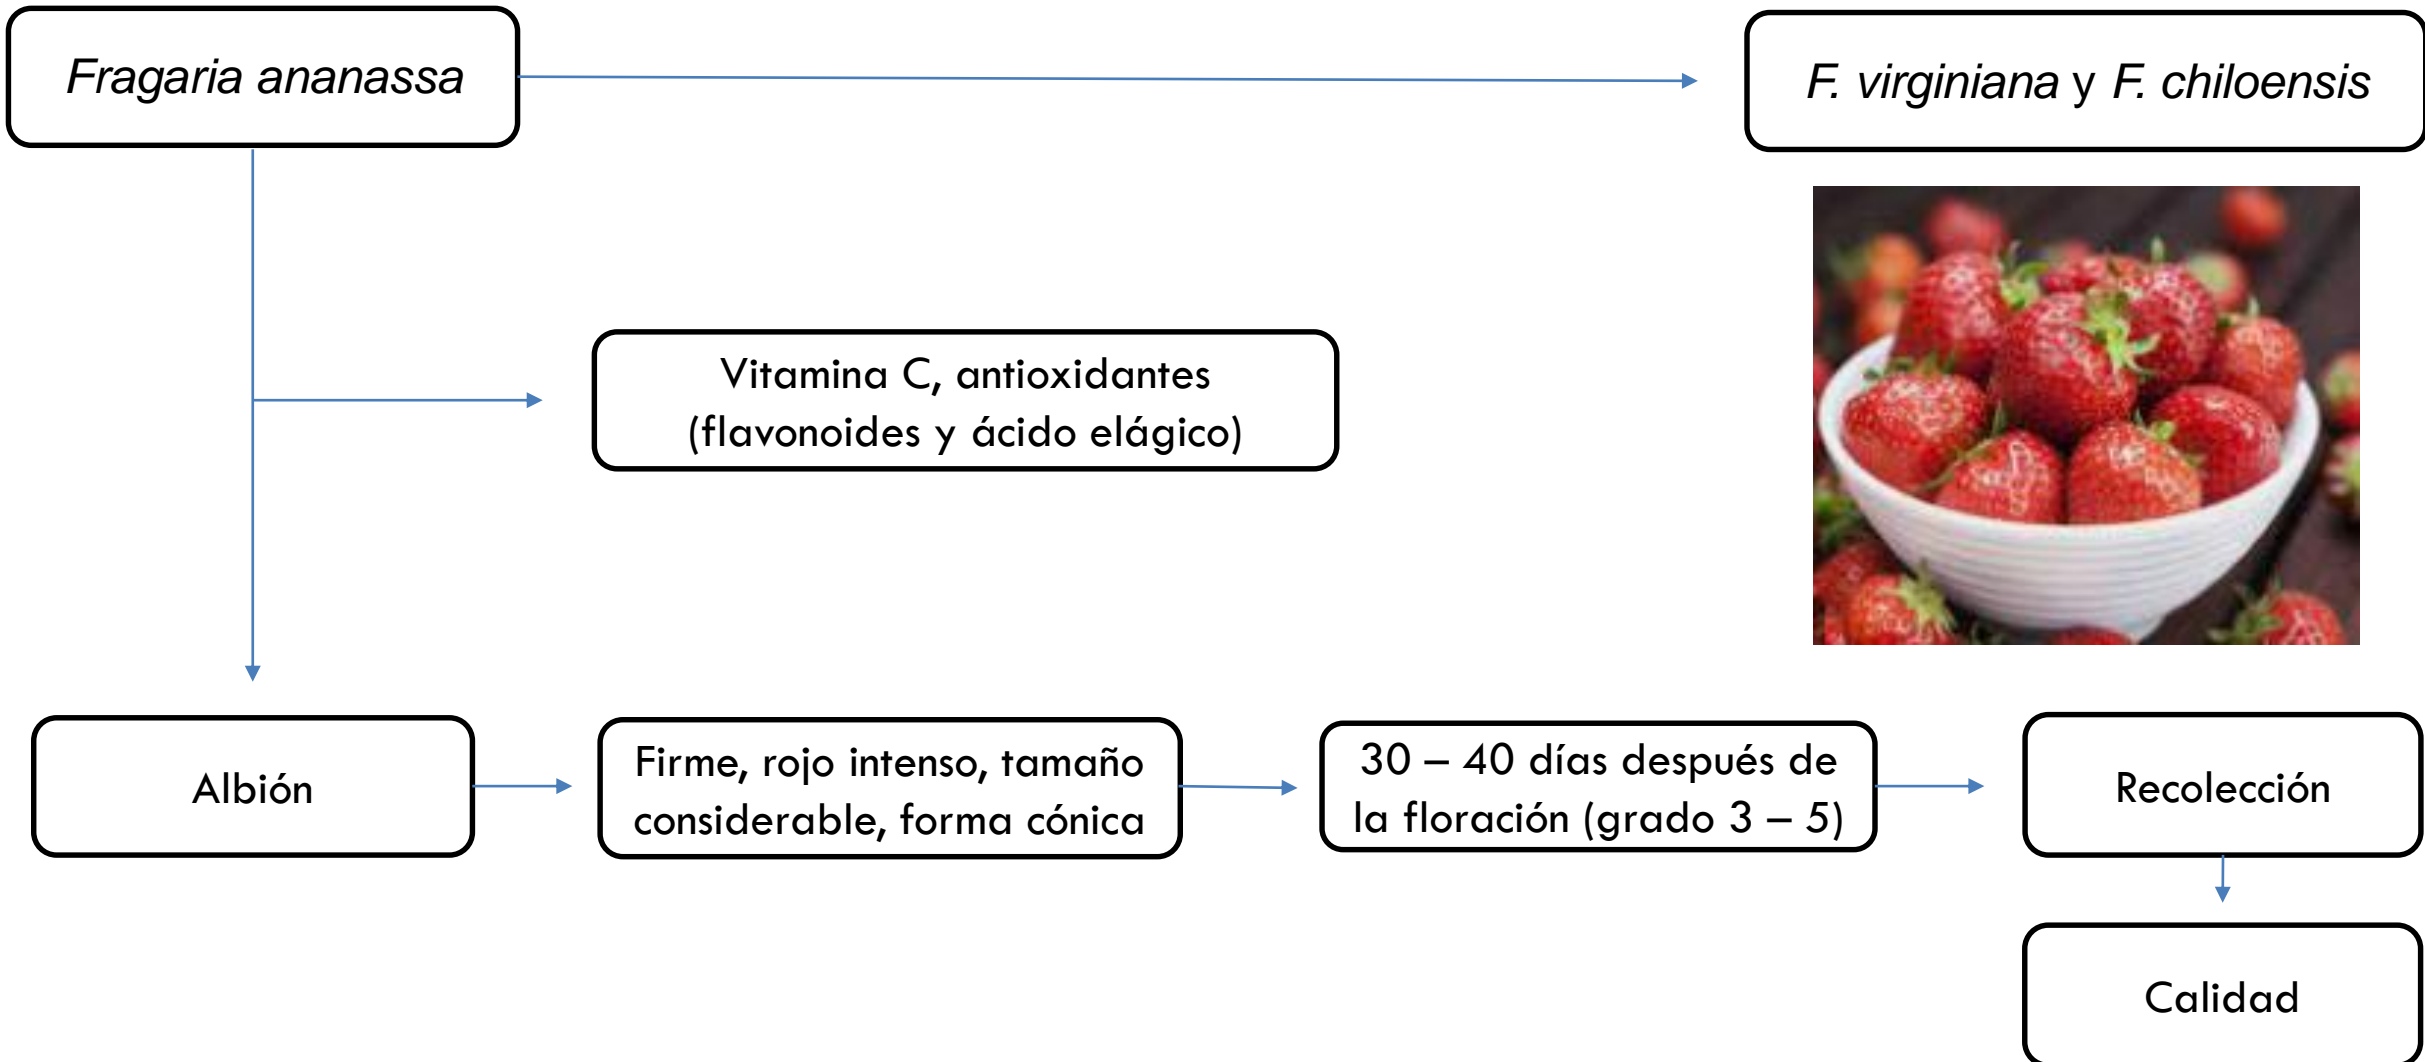 Fragaria ananassa
F. virginiana y F. chiloensis
Vitamina C, antioxidantes
(flavonoides y ácido elágico)
Albión
Firme, rojo intenso, tamaño
considerable, forma cónica
30 – 40 días después de
la floración (grado 3 – 5)
Recolección
Calidad